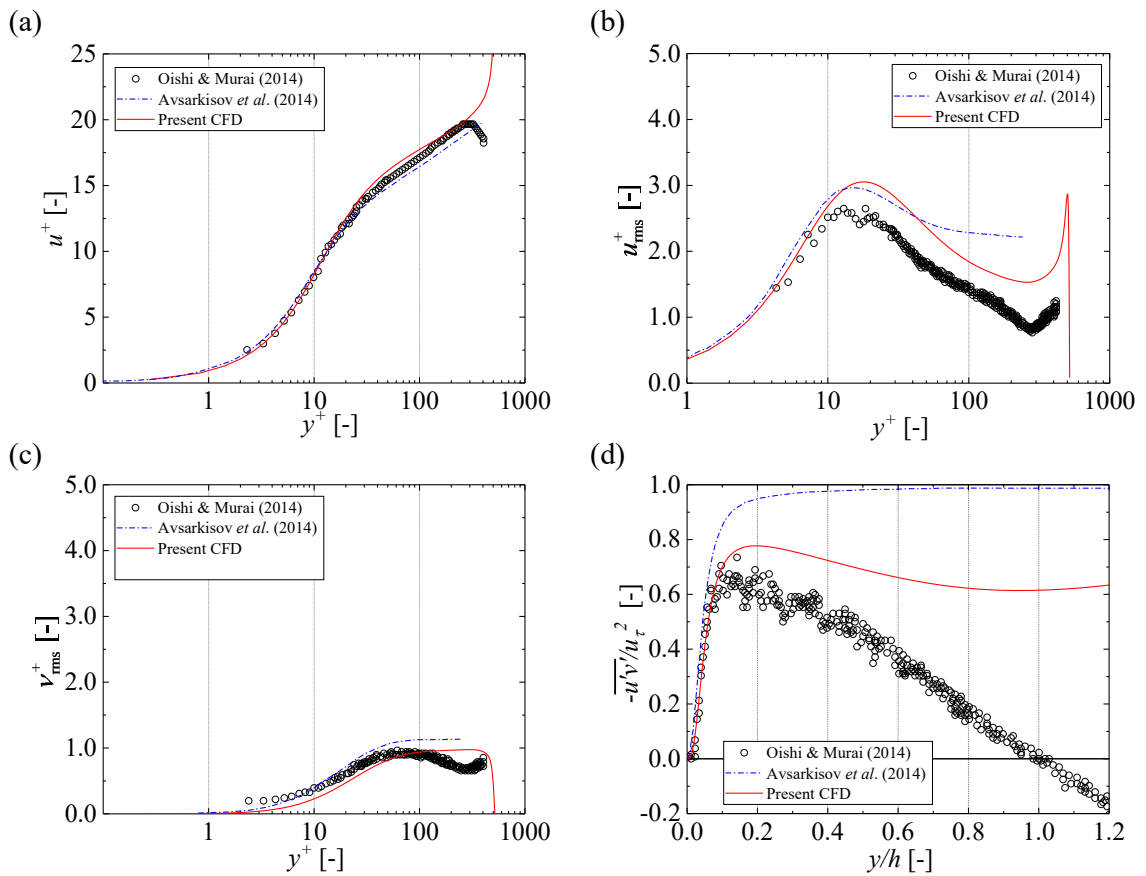 (a)
25
20
15
10
5
0
u⁺ [-]
1
10
100
1000
y⁺ [-]
Oishi & Murai (2014)
Avsarkisov et al. (2014)
Present CFD
(b)
5.0
4.0
3.0
2.0
1.0
0.0
u⁺rms [-]
1
10
100
1000
y⁺ [-]
Oishi & Murai (2014)
Avsarkisov et al. (2014)
Present CFD
(c)
5.0
4.0
3.0
2.0
1.0
0.0
v⁺rms [-]
1
10
100
1000
y⁺ [-]
Oishi & Murai (2014)
Avsarkisov et al. (2014)
Present CFD
(d)
1.0
0.8
0.6
0.4
0.2
0.0
-0.2
-u'v'/uτ² [-]
0.0
0.2
0.4
0.6
0.8
1.0
1.2
y/h [-]
Oishi & Murai (2014)
Avsarkisov et al. (2014)
Present CFD